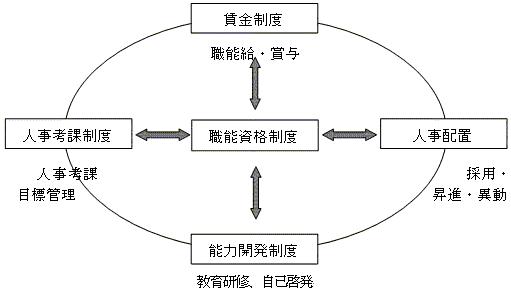 賃金制度
職能給・賞与
人事考課制度
職能資格制度
人事配置
人事考課
目標管理
採用・
昇進・異動
能力開発制度
教育研修、自己啓発